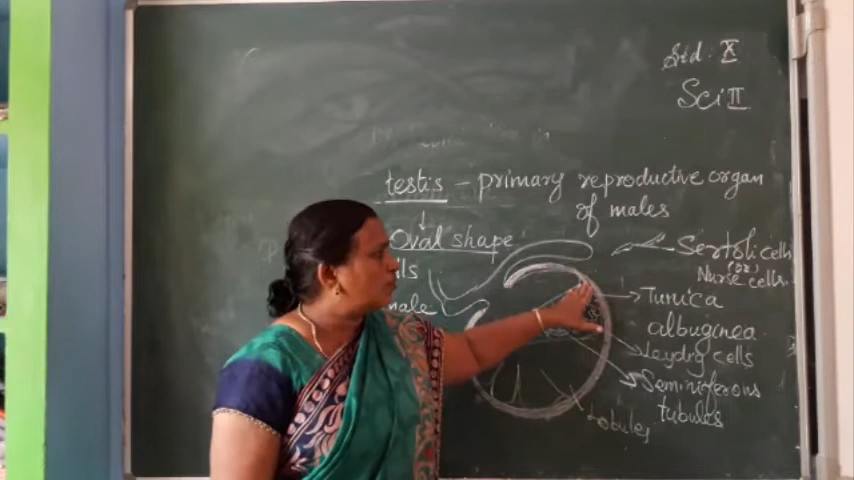 Std: X
Sci II
testis - primary reproductive organ
of males
Oval shape
Sertoli cells
(or)
Nurse cells.
male
Tunica
albuginea
Leydig cells
Seminiferous
tubules
Lobules